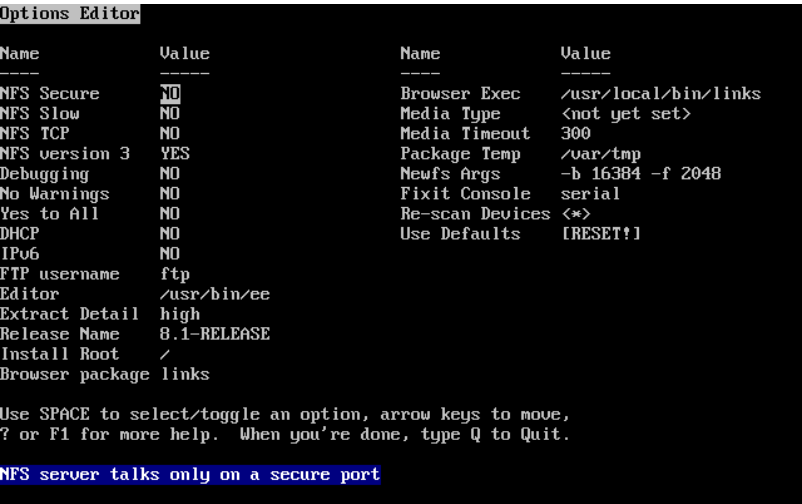 Options Editor
Name Value Name Value
---- ----- ---- -----
NFS Secure NO Browser Exec /usr/local/bin/links
NFS Slow NO Media Type <not yet set>
NFS TCP NO Media Timeout 300
NFS version 3 YES Package Temp /var/tmp
Debugging NO Newfs Args -b 16384 -f 2048
No Warnings NO Fixit Console serial
Yes to All NO Re-scan Devices <*>
DHCP NO Use Defaults [RESET!]
IPv6 NO
FTP username ftp
Editor /usr/bin/ee
Extract Detail high
Release Name 8.1-RELEASE
Install Root /
Browser package links
Use SPACE to select/toggle an option, arrow keys to move,
? or F1 for more help. When you're done, type Q to Quit.
NFS server talks only on a secure port